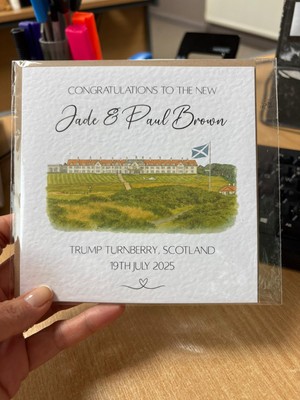 CONGRATULATIONS TO THE NEW
Jade & Paul Brown
TRUMP TURNBERRY, SCOTLAND
19TH JULY 2025